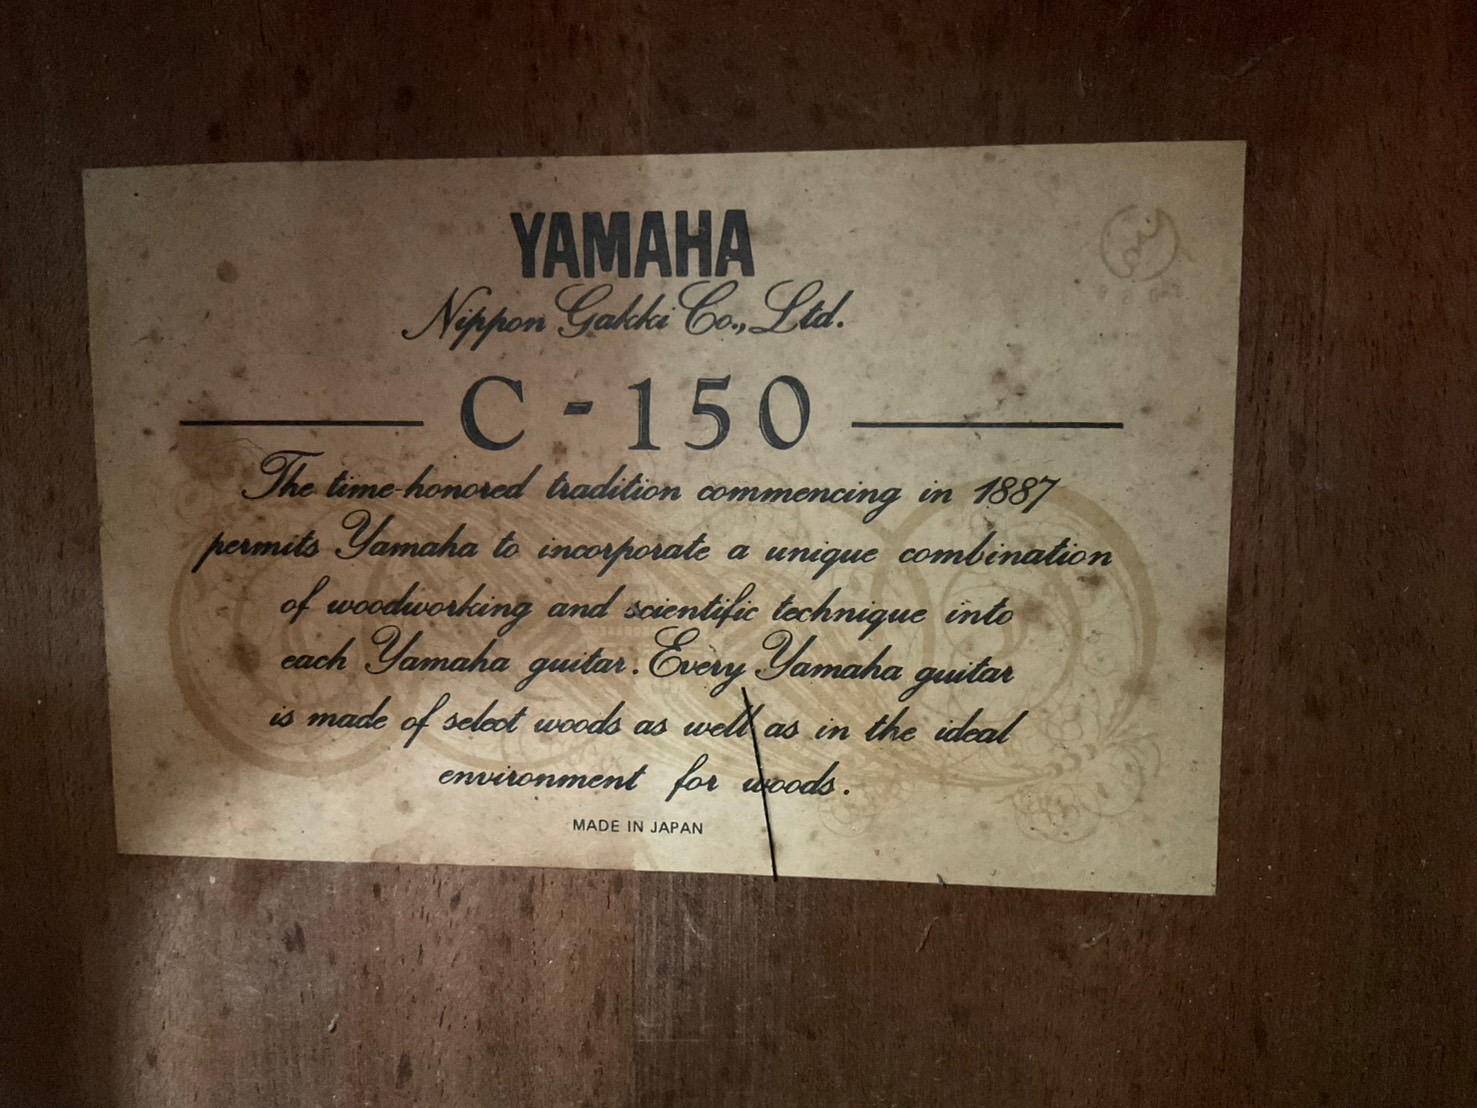 YAMAHA
Nippon Gakki Co., Ltd.
C - 150
The time-honored tradition commencing in 1887
permits Yamaha to incorporate a unique combination
of woodworking and scientific technique into
each Yamaha guitar. Every Yamaha guitar
is made of select woods as well as in the ideal
environment for woods.
MADE IN JAPAN